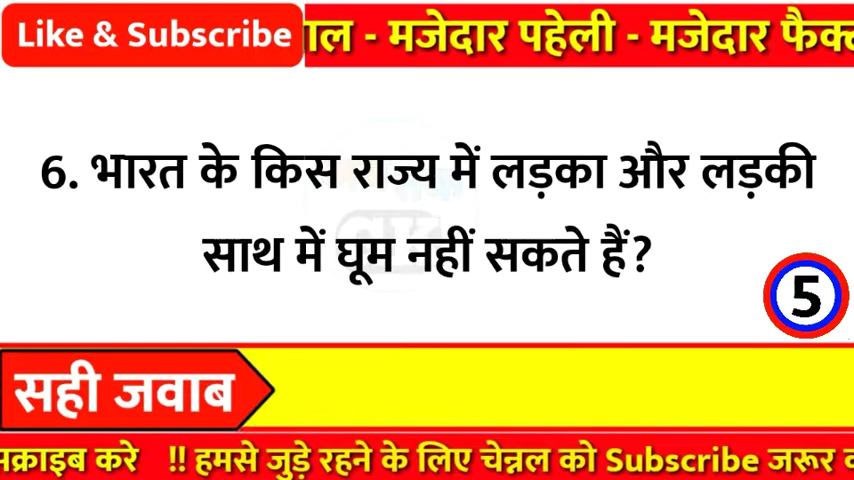 Like & Subscribe
ाल - मजेदार पहेली - मजेदार
6. भारत के किस राज्य में लड़का और लड़की
साथ में घूम नहीं सकते हैं?
5
सही जवाब
करे !! हमसे जुड़े रहने के लिए चेन्नल को Subscribe जरूर